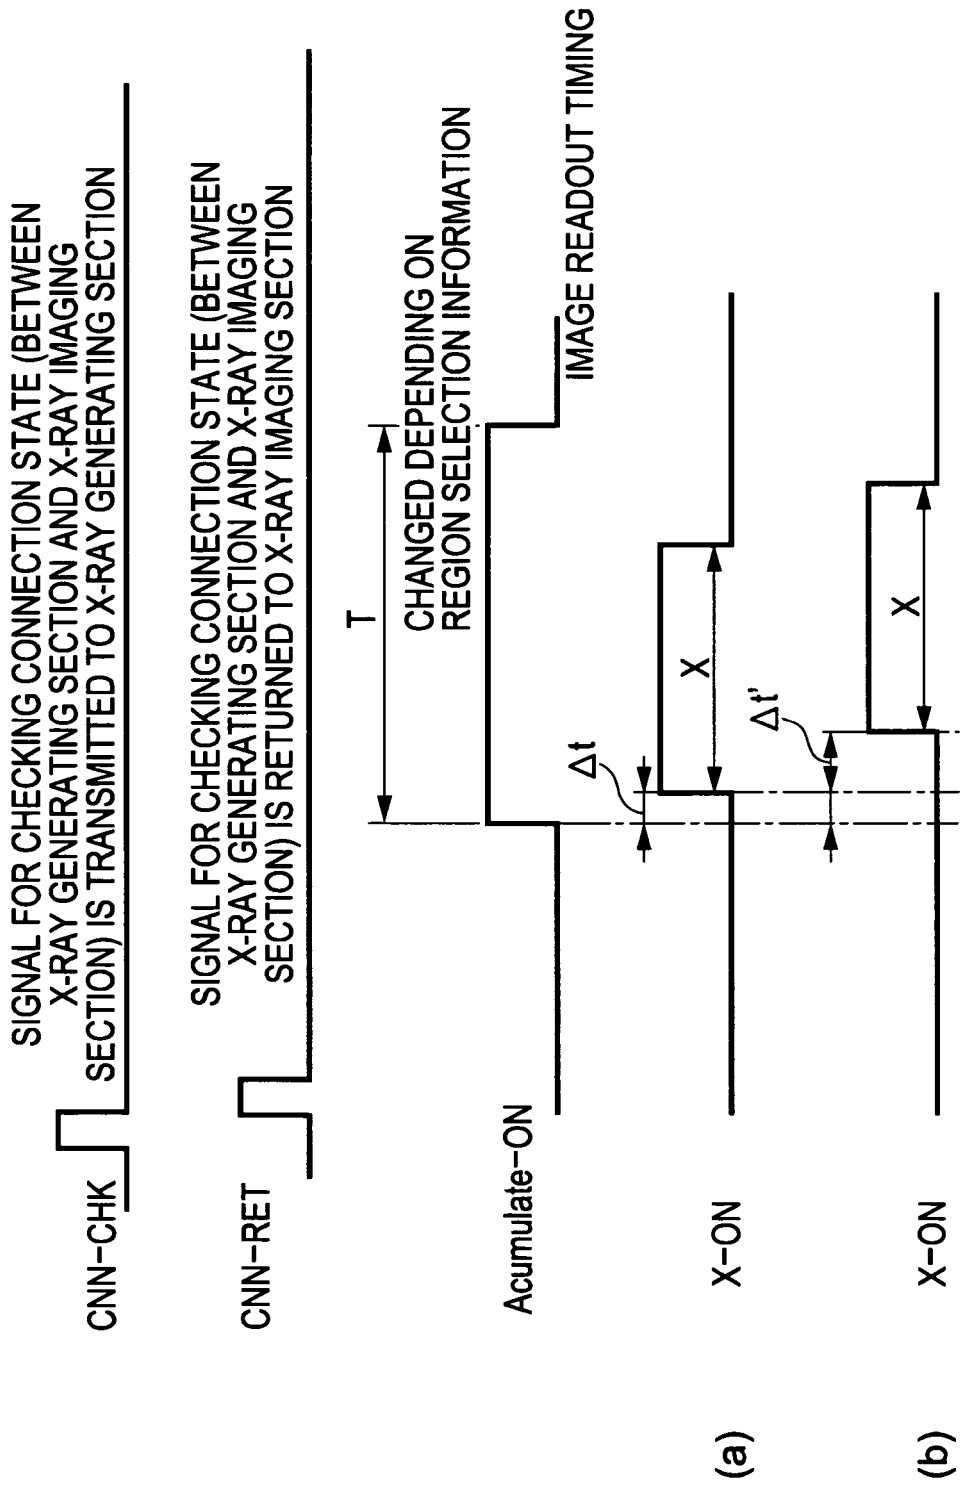 SIGNAL FOR CHECKING CONNECTION STATE (BETWEEN
X-RAY GENERATING SECTION AND X-RAY IMAGING
SECTION) IS TRANSMITTED TO X-RAY GENERATING SECTION
CNN-CHK
SIGNAL FOR CHECKING CONNECTION STATE (BETWEEN
X-RAY GENERATING SECTION AND X-RAY IMAGING
SECTION) IS RETURNED TO X-RAY IMAGING SECTION
CNN-RET
T
CHANGED DEPENDING ON
REGION SELECTION INFORMATION
Acumulate-ON
IMAGE READOUT TIMING
Δt
X
(a)
X-ON
Δt'
X
(b)
X-ON